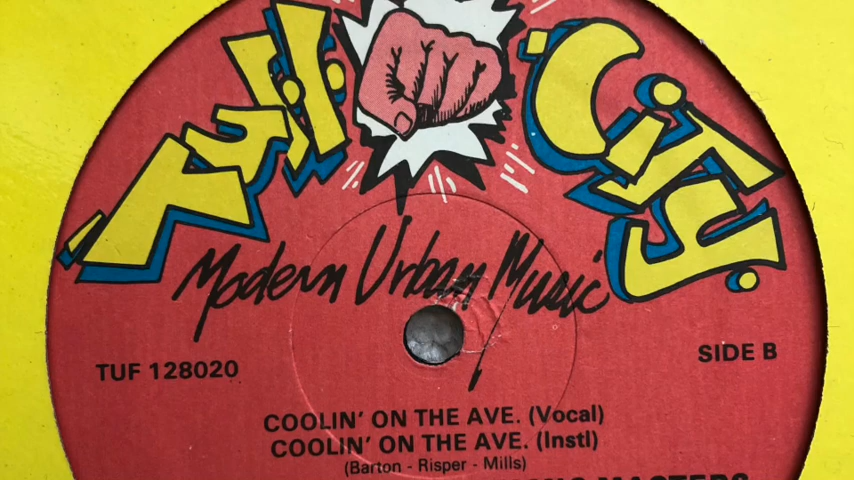 Tuff City
Modern Urban Music
TUF 128020
SIDE B
COOLIN' ON THE AVE. (Vocal)
COOLIN' ON THE AVE. (Instl)
(Barton - Risper - Mills)
MASTERS